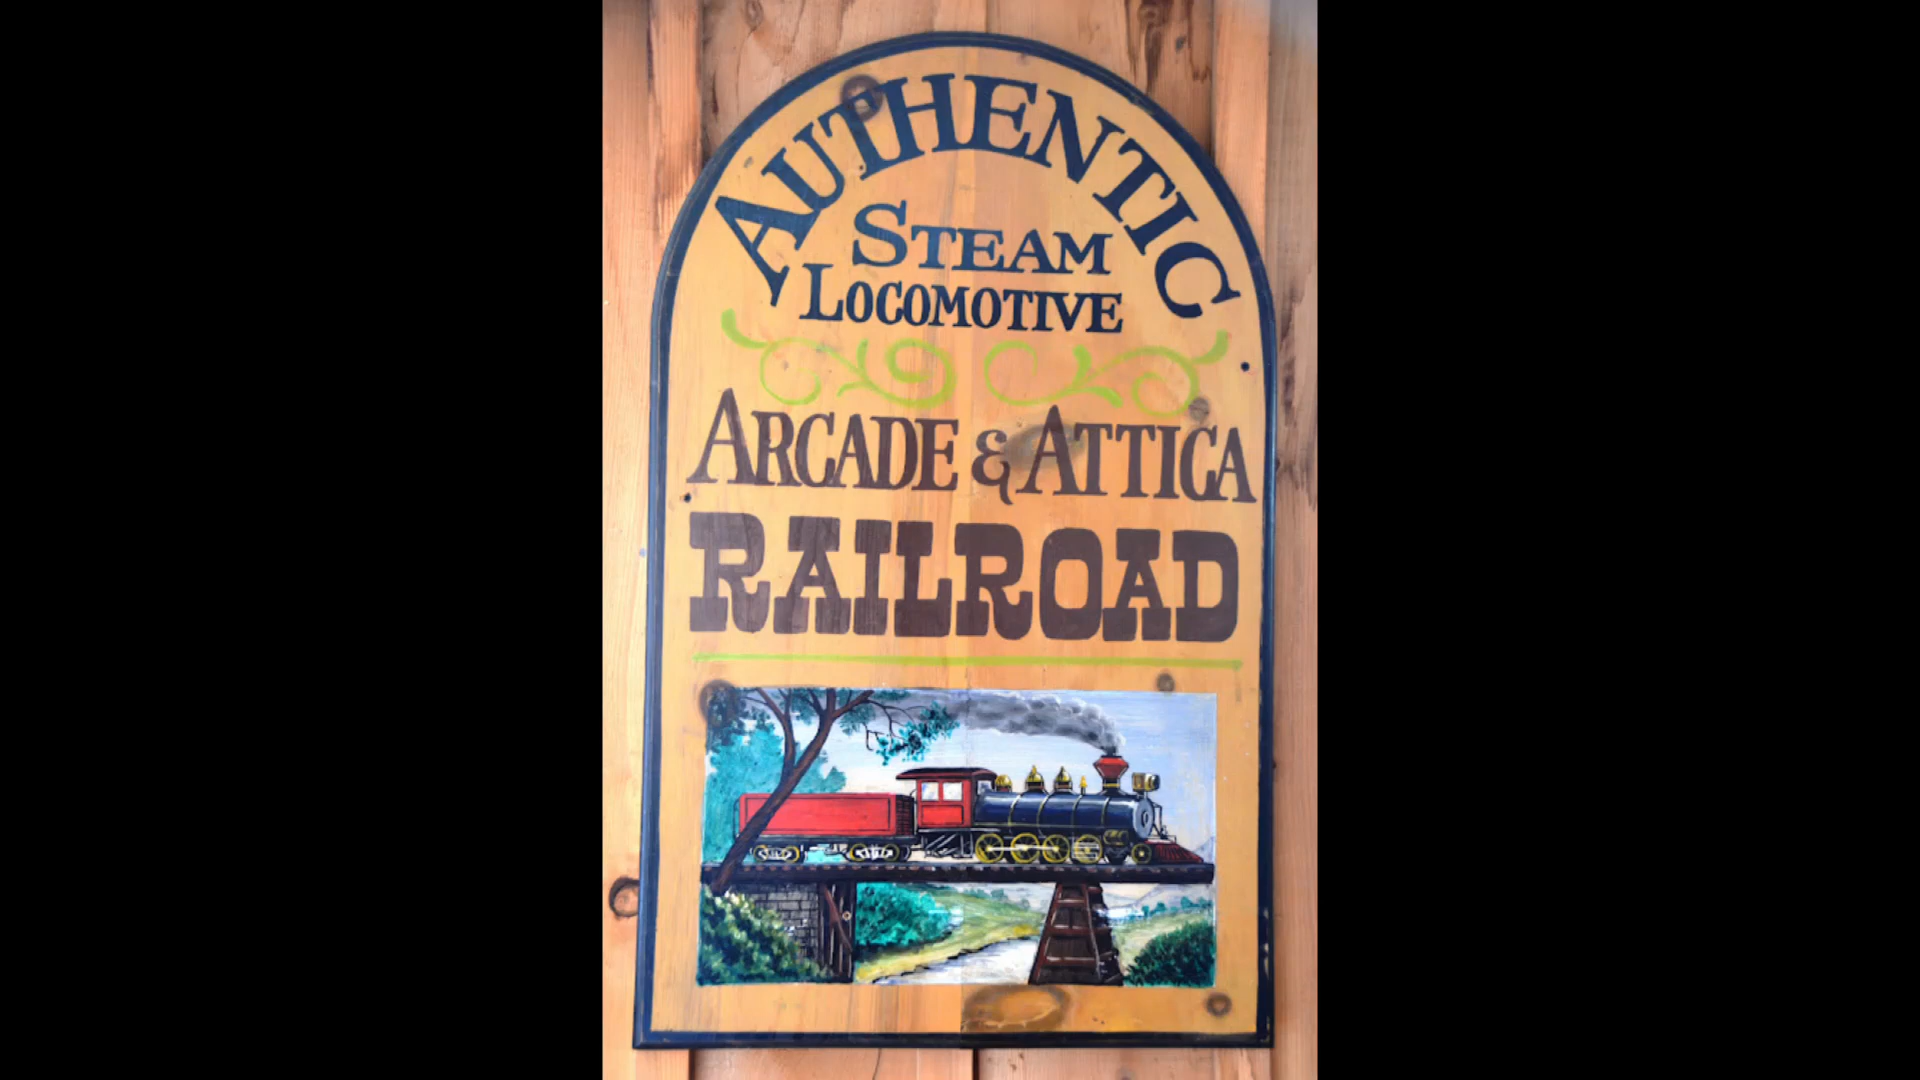 AUTHENTIC
STEAM
LOCOMOTIVE
ARCADE & ATTICA
RAILROAD